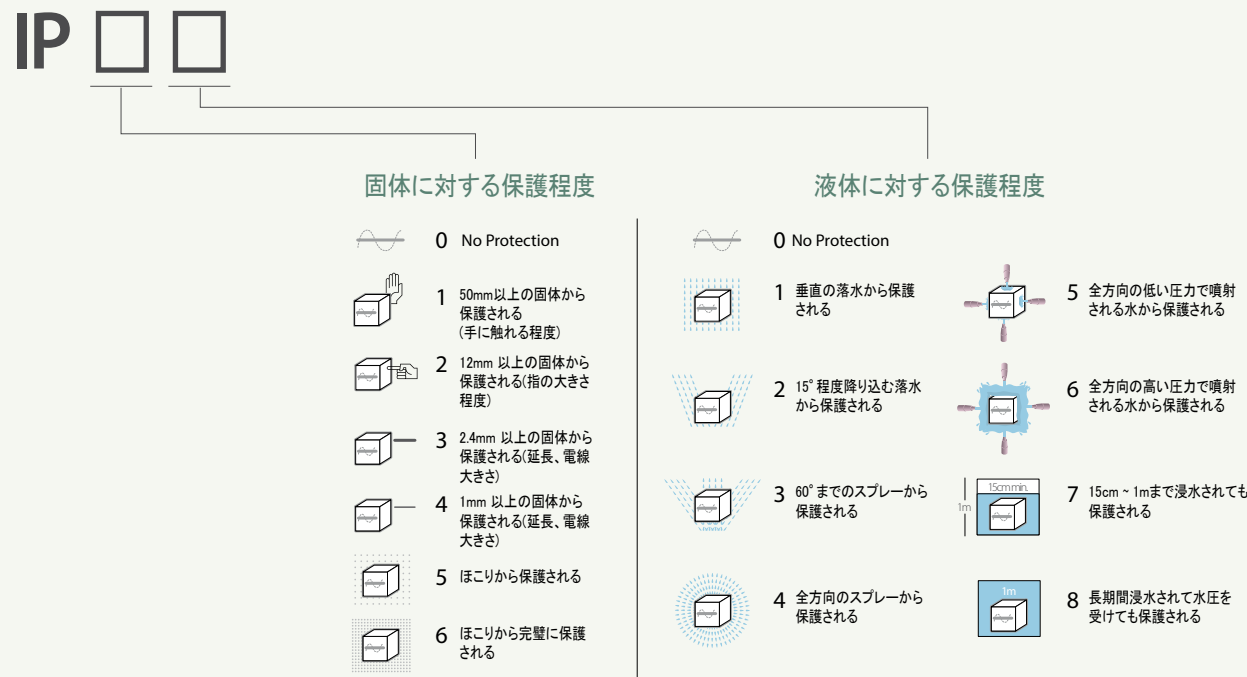 IP □ □
固体に対する保護程度
0 No Protection
1 50mm以上の固体から
保護される
(手に触れる程度)
2 12mm 以上の固体から
保護される(指の大きさ
程度)
3 2.4mm 以上の固体から
保護される(延長、電線
大きさ)
4 1mm 以上の固体から
保護される(延長、電線
大きさ)
5 ほこりから保護される
6 ほこりから完璧に保護
される
液体に対する保護程度
0 No Protection
1 垂直の落水から保護
される
2 15°程度降り込む落水
から保護される
3 60°までのスプレーから
保護される
4 全方向のスプレーから
保護される
5 全方向の低い圧力で噴射
される水から保護される
6 全方向の高い圧力で噴射
される水から保護される
15cm min.
1m
7 15cm ~ 1mまで浸水されても
保護される
1m
8 長期間浸水されて水圧を
受けても保護される